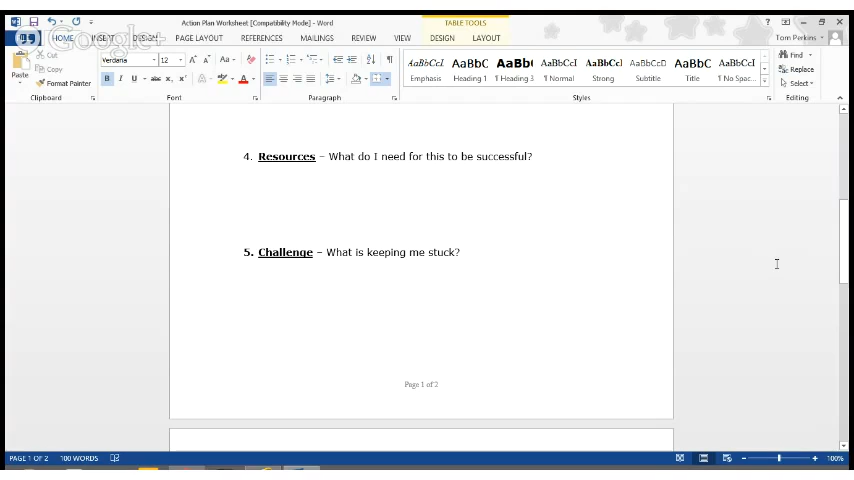 Action Plan Worksheet [Compatibility Mode] - Word
TABLE TOOLS
?
Google+
HOME
INSERT
DESIGN
PAGE LAYOUT
REFERENCES
MAILINGS
REVIEW
VIEW
DESIGN
LAYOUT
Tom Perkins
Paste
Cut
Copy
Format Painter
Clipboard
Verdana
12
Aa
B I U abc x, x'
A
Font
Paragraph
AaBbCcI
Emphasis
AaBbC
Heading 1
AaBb(
¶ Heading 3
AaBbCcI
¶ Normal
AaBbCcI
Strong
AaBbCcD
Subtitle
AaBbC
Title
AaBbCcI
¶ No Spac...
Styles
Find
Replace
Select
Editing
4. Resources – What do I need for this to be successful?
5. Challenge – What is keeping me stuck?
Page 1 of 2
PAGE 1 OF 2
100 WORDS
100%